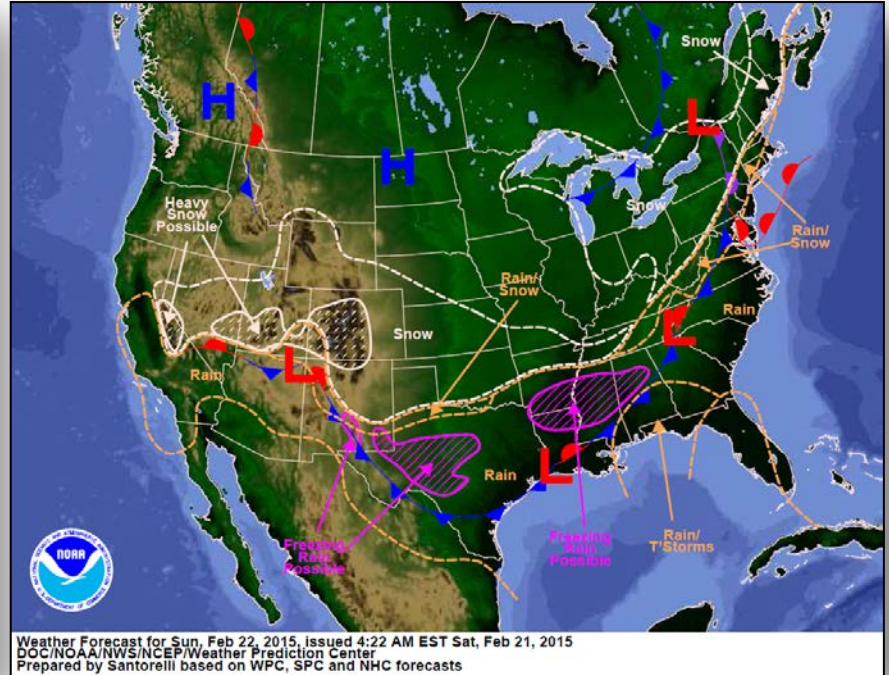 Snow
H
L
H
Heavy
Snow
Possible
Snow
Rain/
Snow
Rain/
Snow
Rain
Snow
L
Rain
L
Rain
L
Freezing
Rain
Possible
Freezing
Rain
Possible
Rain/
T'Storms
NOAA
Weather Forecast for Sun, Feb 22, 2015, issued 4:22 AM EST Sat, Feb 21, 2015
DOC/NOAA/NWS/NCEP/Weather Prediction Center
Prepared by Santorelli based on WPC, SPC and NHC forecasts